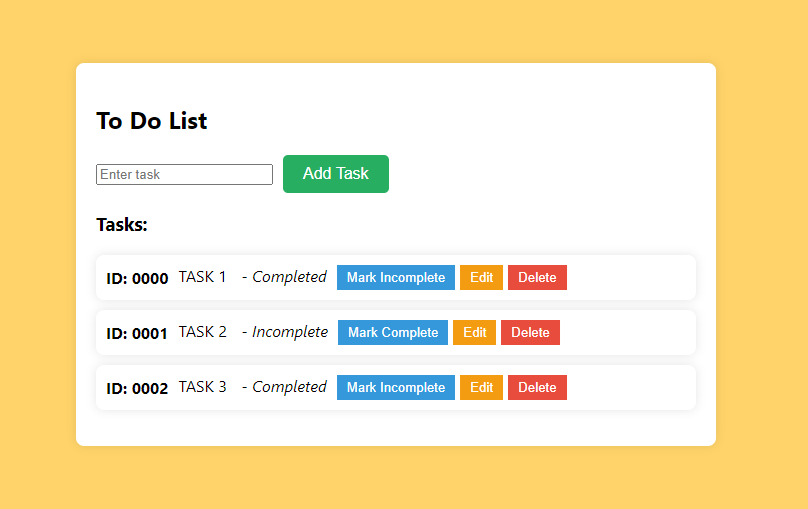 To Do List
Enter task Add Task
Tasks:
ID: 0000 TASK 1 - Completed Mark Incomplete Edit Delete
ID: 0001 TASK 2 - Incomplete Mark Complete Edit Delete
ID: 0002 TASK 3 - Completed Mark Incomplete Edit Delete